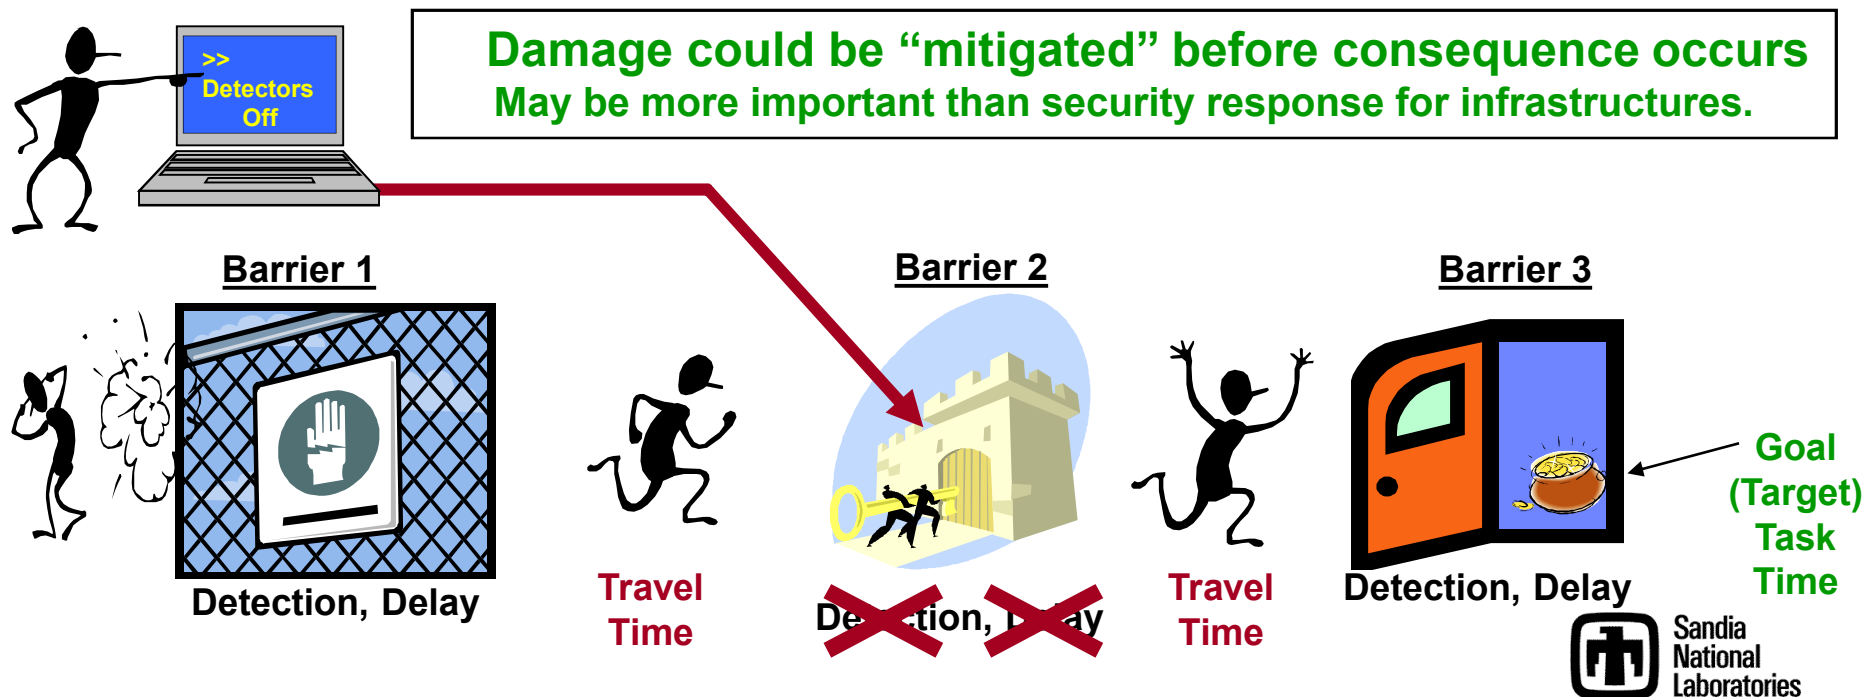 Damage could be “mitigated” before consequence occurs
May be more important than security response for infrastructures.
>>
Detectors
Off
Barrier 1
Barrier 2
Barrier 3
Detection, Delay
Travel
Time
Detection, Delay
Travel
Time
Detection, Delay
Goal
(Target)
Task
Time
Sandia
National
Laboratories